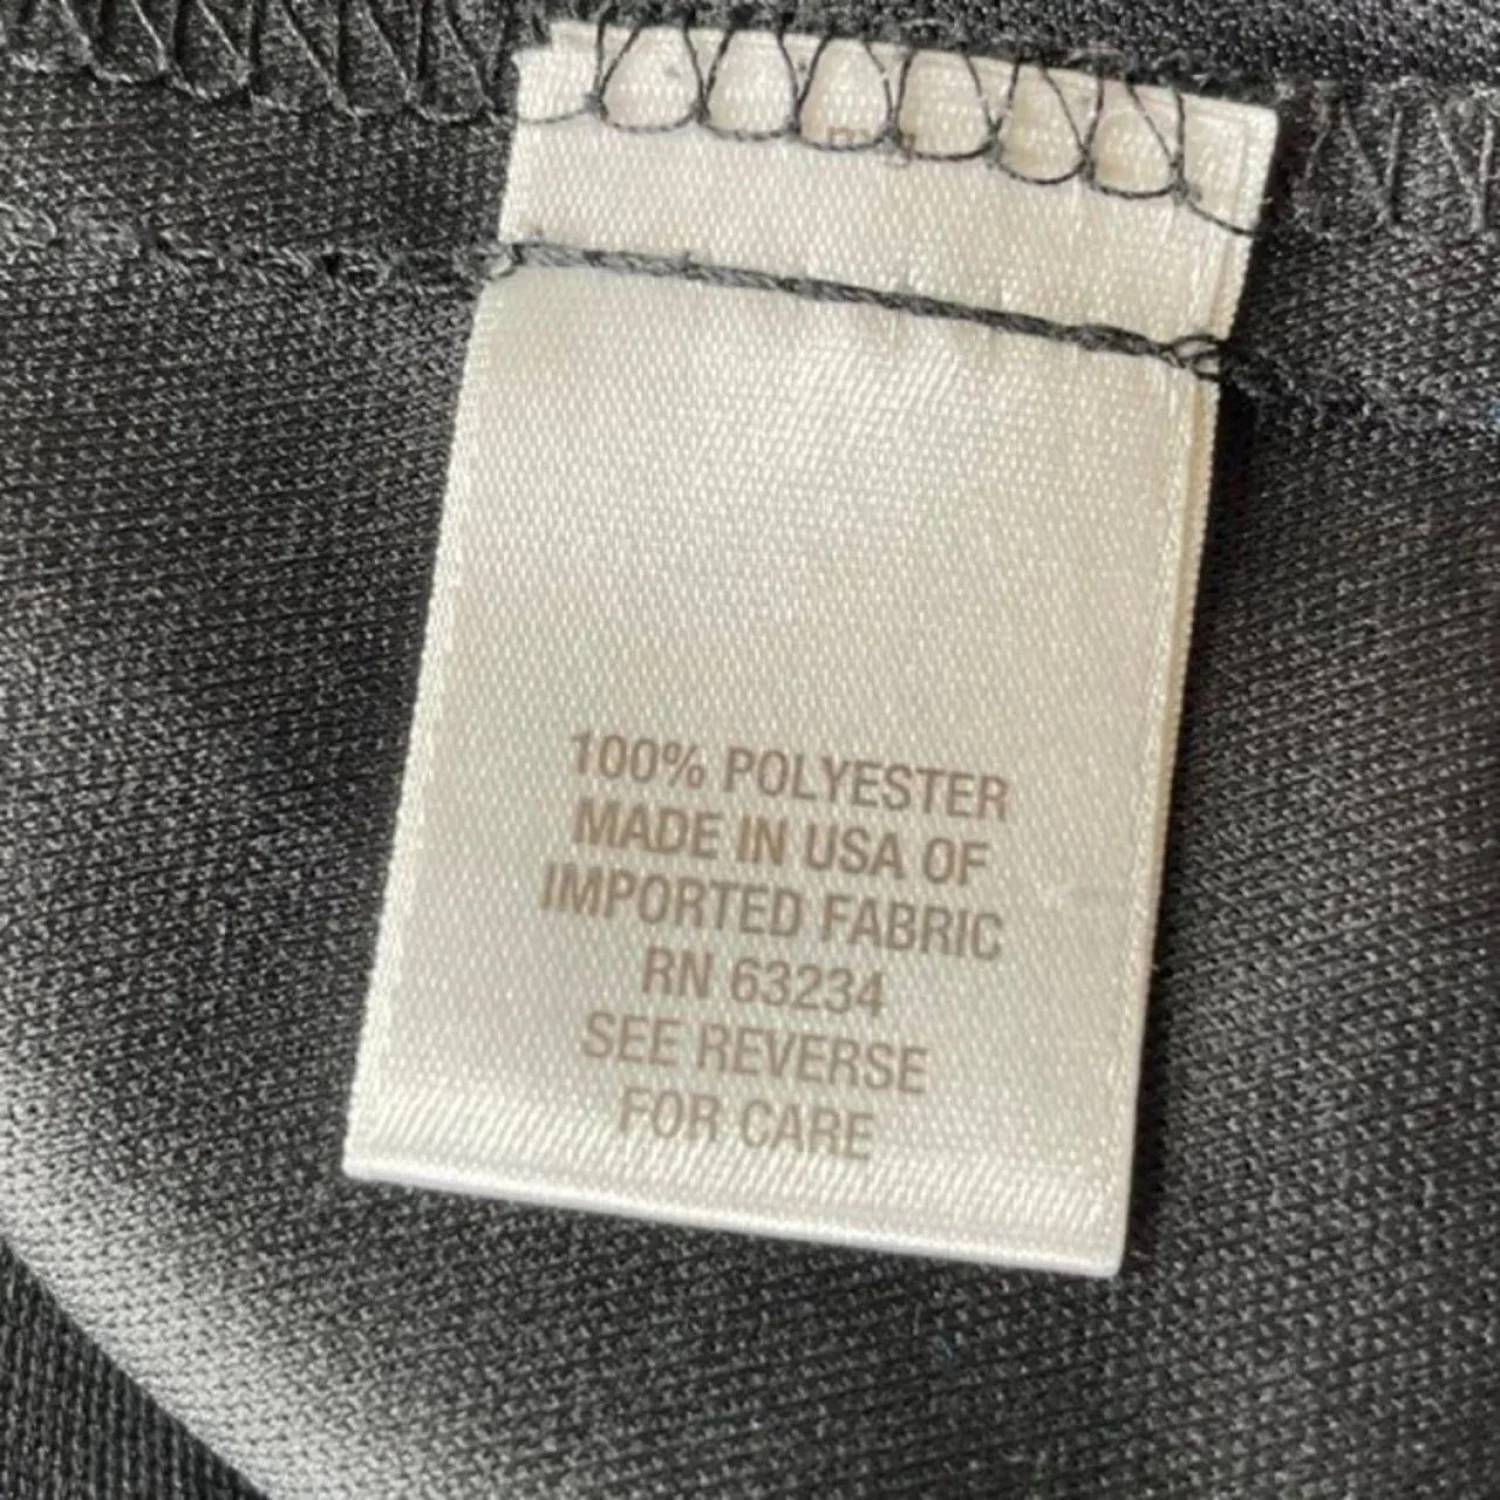 100% POLYESTER
MADE IN USA OF
IMPORTED FABRIC
RN 63234
SEE REVERSE
FOR CARE